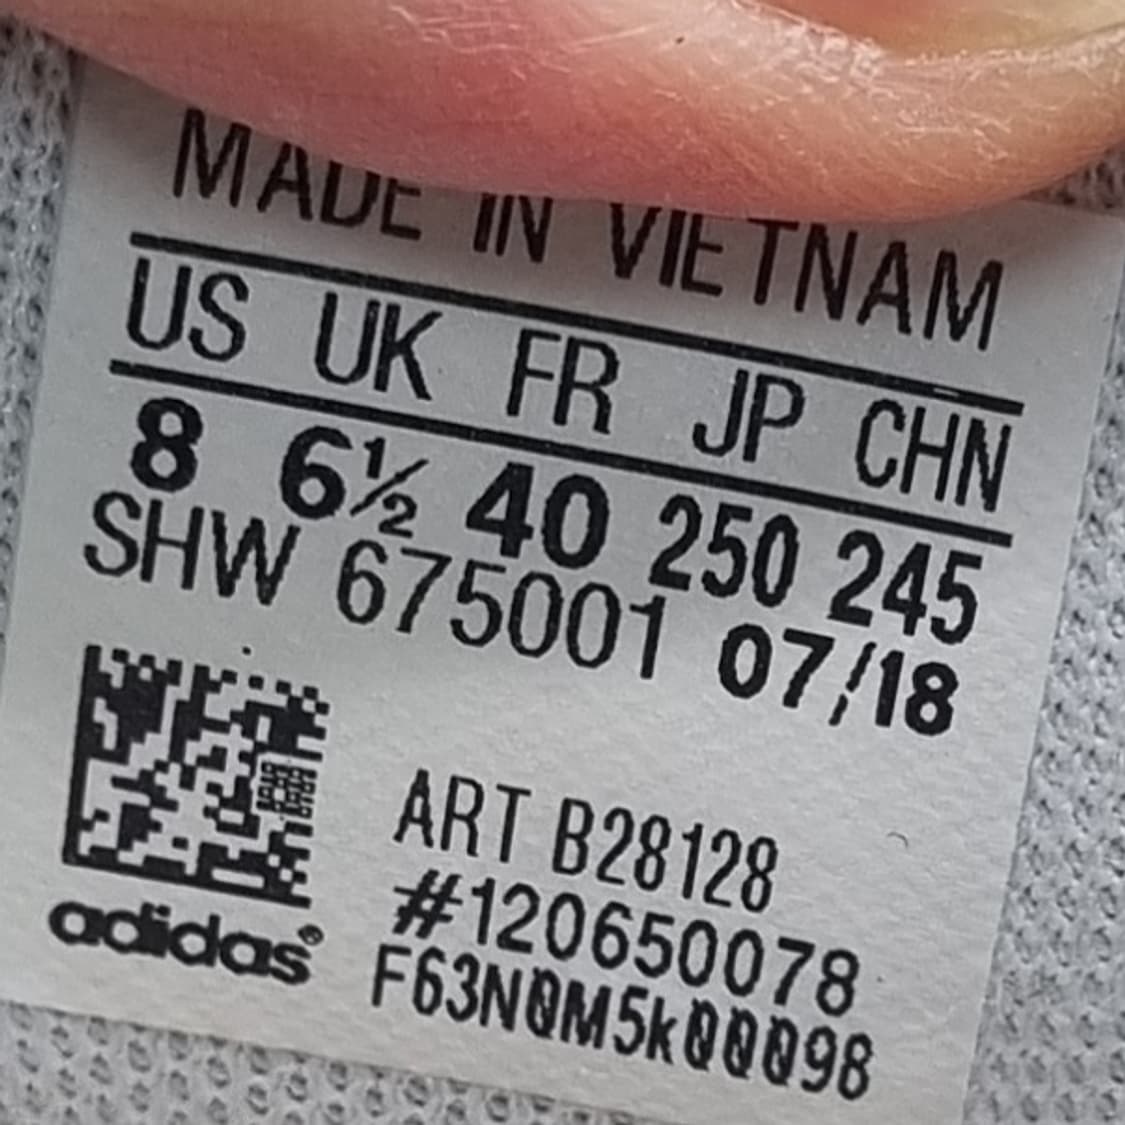 MADE IN VIETNAM
US UK FR JP CHN
8 6½ 40 250 245
SHW 675001 07/18
ART B28128
#120650078
F63N0M5k00098
adidas®